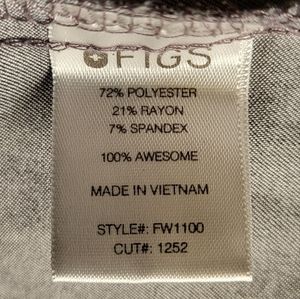 FIGS
72% POLYESTER
21% RAYON
7% SPANDEX
100% AWESOME
MADE IN VIETNAM
STYLE#: FW1100
CUT#: 1252